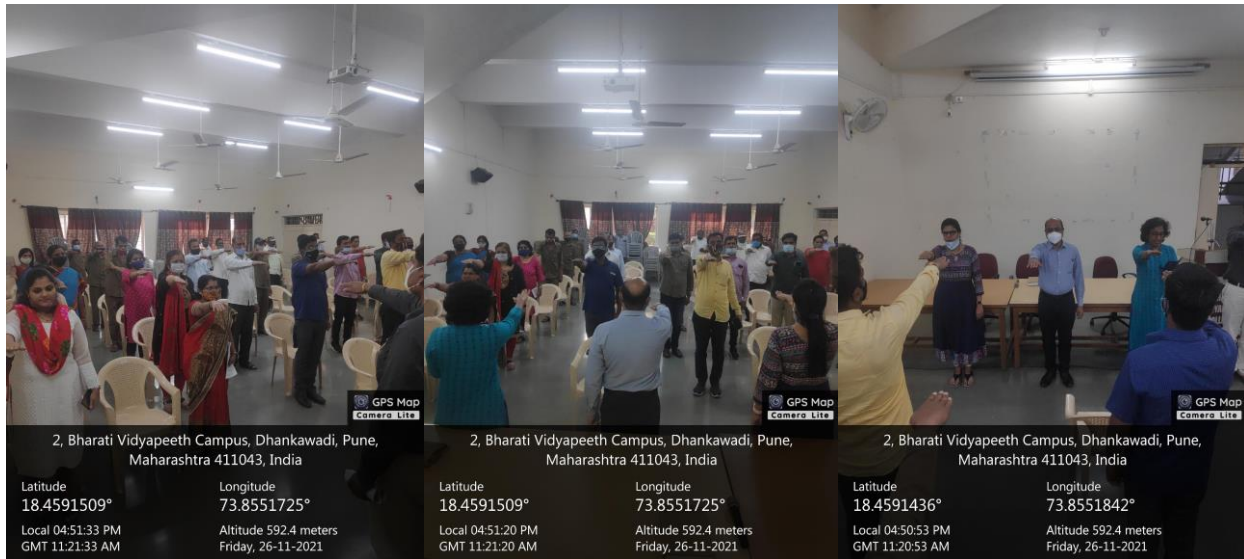 GPS Map
Camera Lite
2, Bharati Vidyapeeth Campus, Dhankawadi, Pune,
Maharashtra 411043, India
Latitude
18.4591509°
Longitude
73.8551725°
Local 04:51:33 PM
GMT 11:21:33 AM
Altitude 592.4 meters
Friday, 26-11-2021
GPS Map
Camera Lite
2, Bharati Vidyapeeth Campus, Dhankawadi, Pune,
Maharashtra 411043, India
Latitude
18.4591509°
Longitude
73.8551725°
Local 04:51:20 PM
GMT 11:21:20 AM
Altitude 592.4 meters
Friday, 26-11-2021
GPS Map
Camera Lite
2, Bharati Vidyapeeth Campus, Dhankawadi, Pune,
Maharashtra 411043, India
Latitude
18.4591436°
Longitude
73.8551842°
Local 04:50:53 PM
GMT 11:20:53 AM
Altitude 592.4 meters
Friday, 26-11-2021